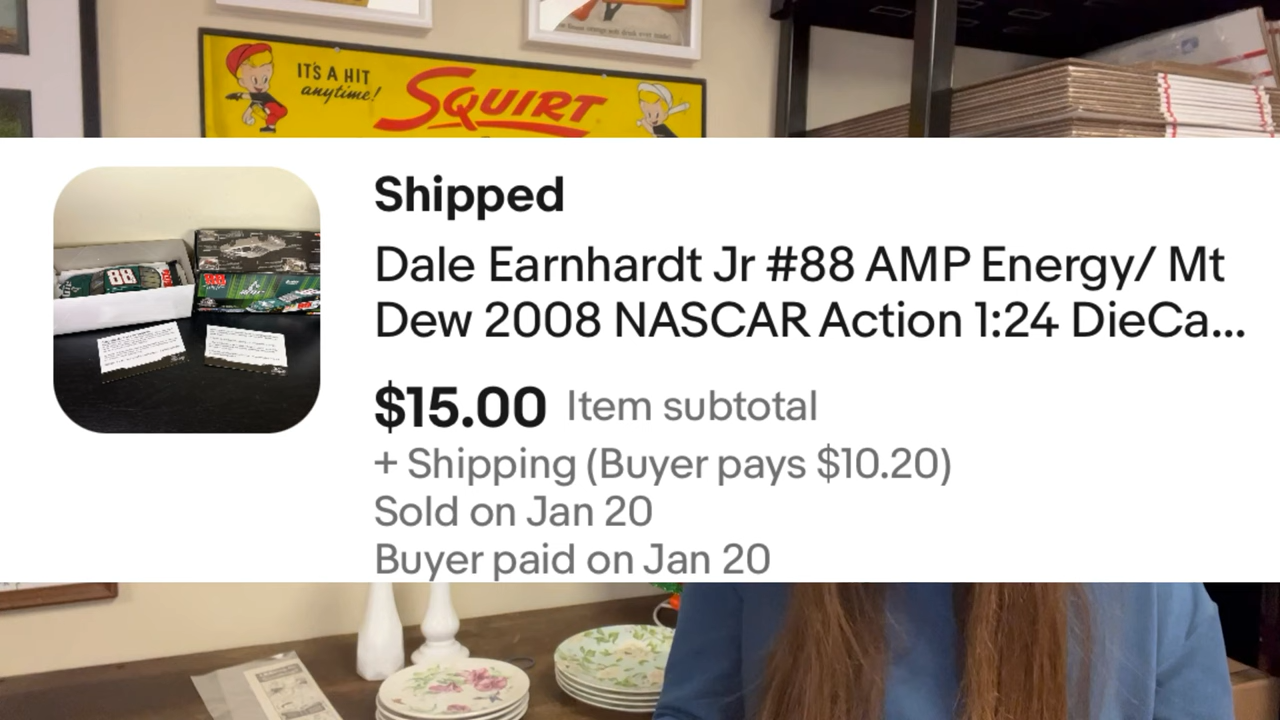 IT'S A HIT
anytime!
SQUIRT
Shipped
Dale Earnhardt Jr #88 AMP Energy/ Mt
Dew 2008 NASCAR Action 1:24 DieCa...
$15.00 Item subtotal
+ Shipping (Buyer pays $10.20)
Sold on Jan 20
Buyer paid on Jan 20
88